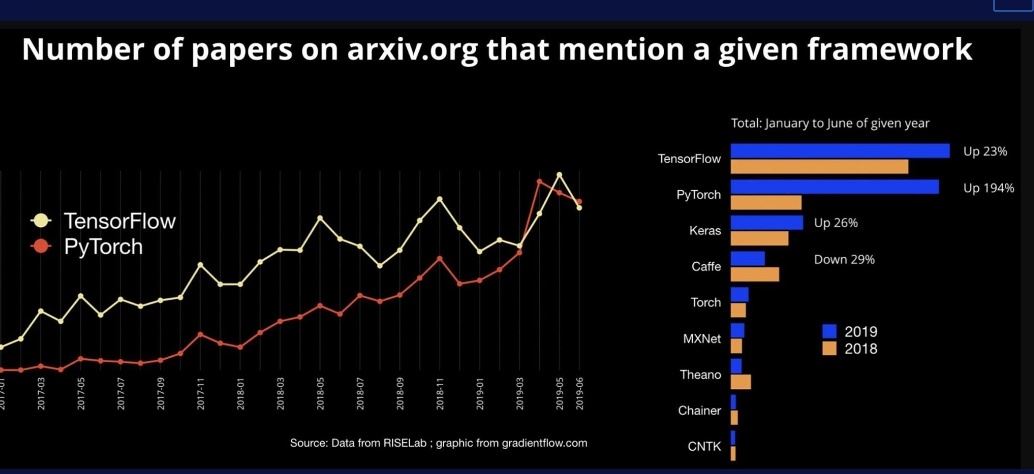 Number of papers on arxiv.org that mention a given framework
Total: January to June of given year
TensorFlow
PyTorch
2017-03
2017-05
2017-07
2017-09
2017-11
2018-01
2018-03
2018-05
2018-07
2018-09
2018-11
2019-01
2019-03
2019-05
2019-06
Source: Data from RISELab ; graphic from gradientflow.com
TensorFlow Up 23%
PyTorch Up 194%
Keras Up 26%
Caffe Down 29%
Torch
MXNet
Theano
Chainer
CNTK
2019
2018